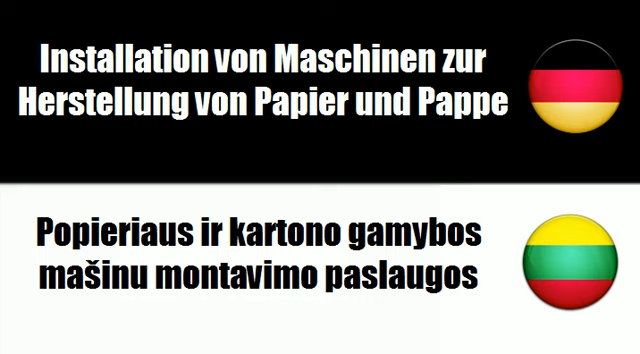 Installation von Maschinen zur
Herstellung von Papier und Pappe
Popieriaus ir kartono gamybos
mašinu montavimo paslaugos